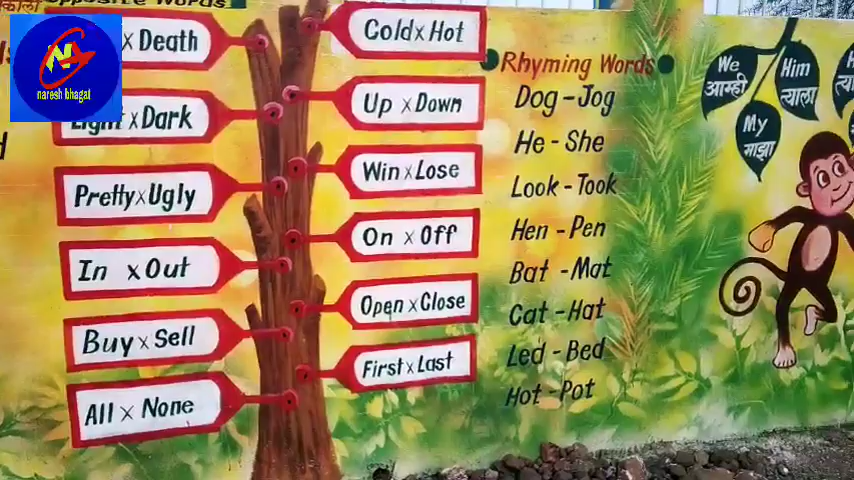 Opposite Words
naresh bhagat
x Death
Light x Dark
Pretty x Ugly
In x Out
Buy x Sell
All x None
Cold x Hot
Up x Down
Win x Lose
On x Off
Open x Close
First x Last
Rhyming Words
Dog - Jog
He - She
Look - Took
Hen - Pen
Bat - Mat
Cat - Hat
Led - Bed
Hot - Pot
We
आम्ही
Him
त्याला
My
माझा